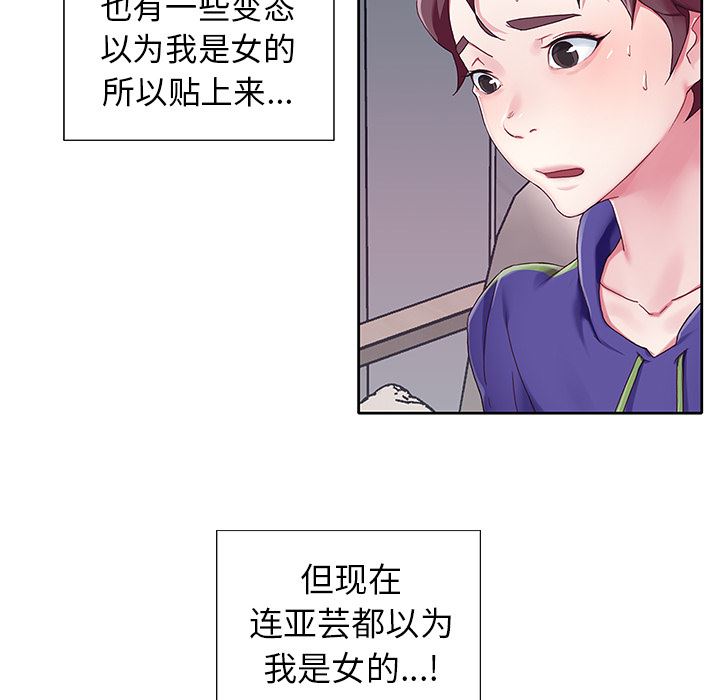 也有一些变态
以为我是女的
所以贴上来...
但现在
连亚芸都以为
我是女的...!